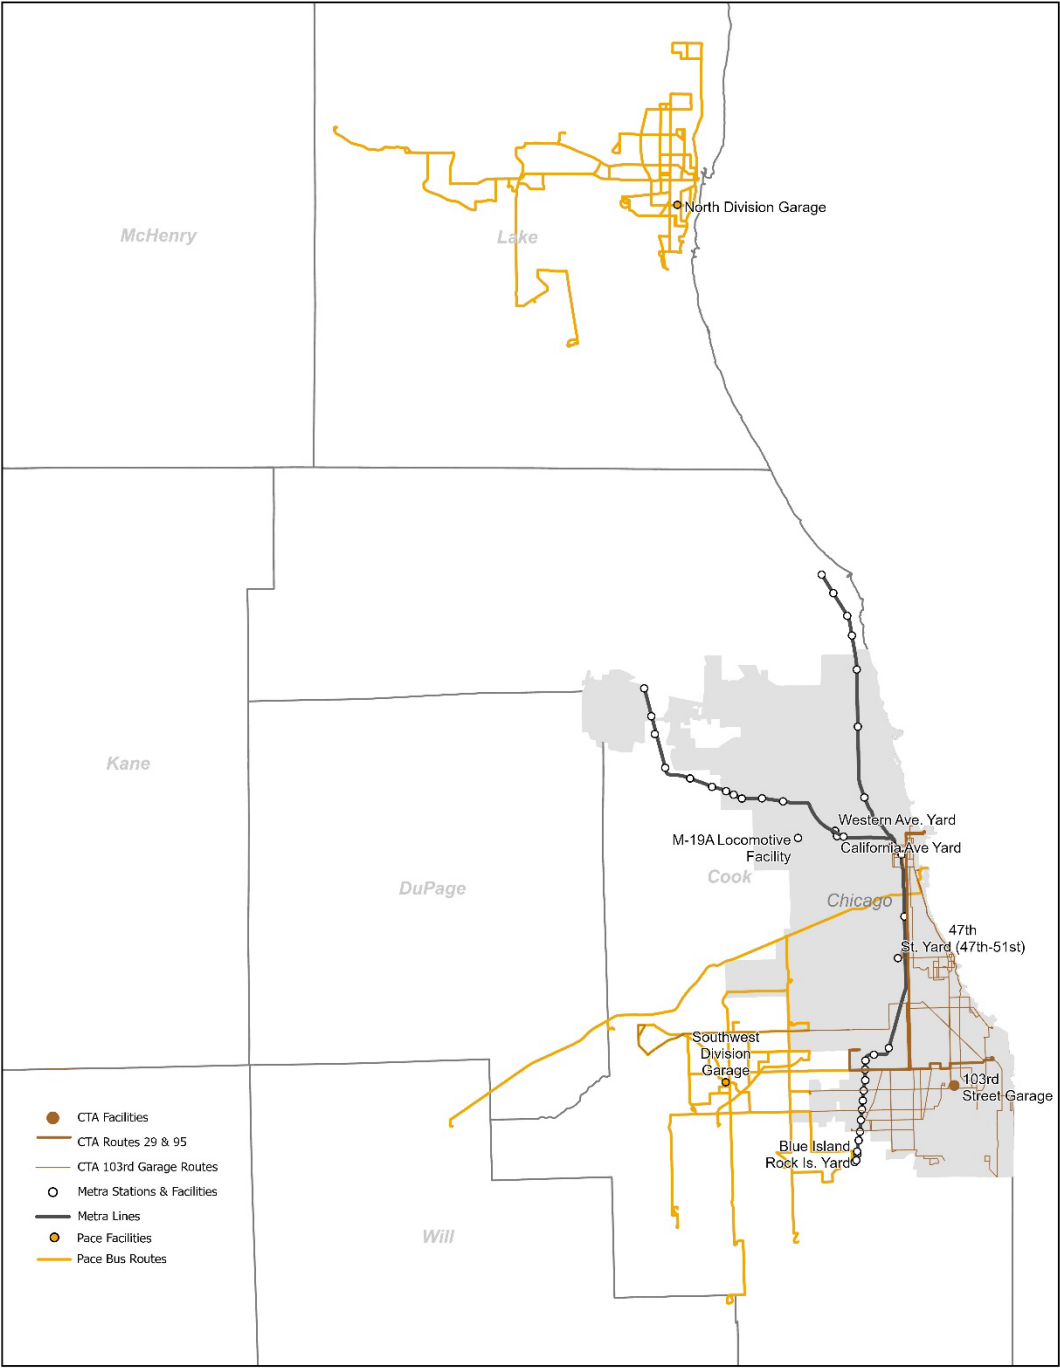 North Division Garage
McHenry
Lake
Kane
Western Ave. Yard
M-19A Locomotive
Facility
California Ave Yard
Cook
DuPage
Chicago
47th
St. Yard (47th-51st)
Southwest
Division
Garage
103rd
Street Garage
Blue Island
Rock Is. Yard
Will
CTA Facilities
CTA Routes 29 & 95
CTA 103rd Garage Routes
Metra Stations & Facilities
Metra Lines
Pace Facilities
Pace Bus Routes